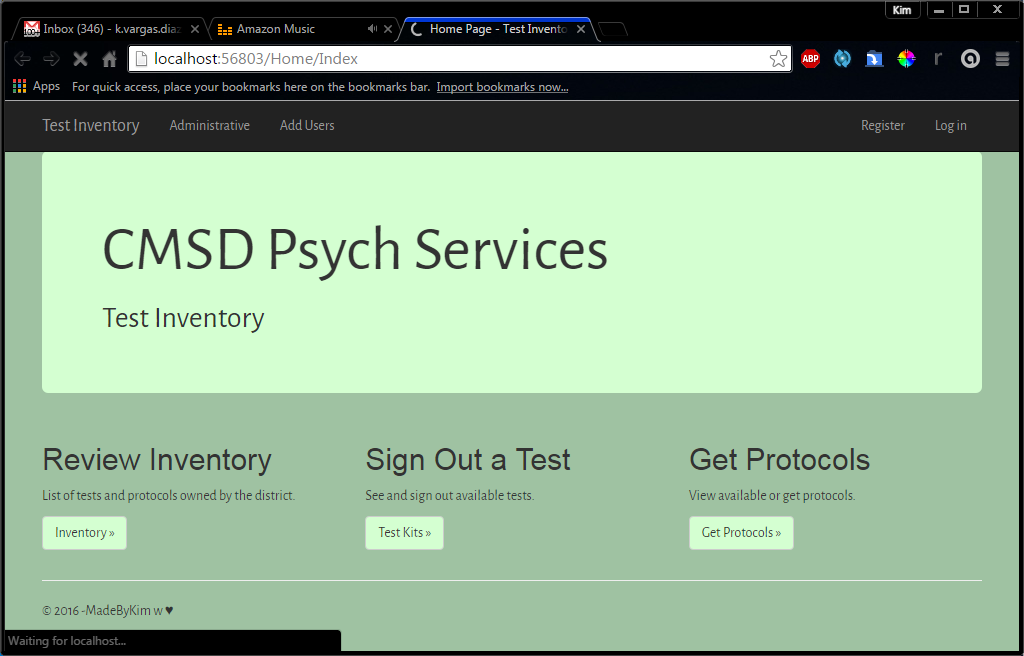 Kim
Inbox (346) - k.vargas.diaz
Amazon Music
Home Page - Test Invento
localhost:56803/Home/Index
ABP
Apps
For quick access, place your bookmarks here on the bookmarks bar. Import bookmarks now...
Test Inventory
Administrative
Add Users
Register
Log in
CMSD Psych Services
Test Inventory
Review Inventory
List of tests and protocols owned by the district.
Inventory »
Sign Out a Test
See and sign out available tests.
Test Kits »
Get Protocols
View available or get protocols.
Get Protocols »
© 2016 -MadeByKim w ♥
Waiting for localhost...